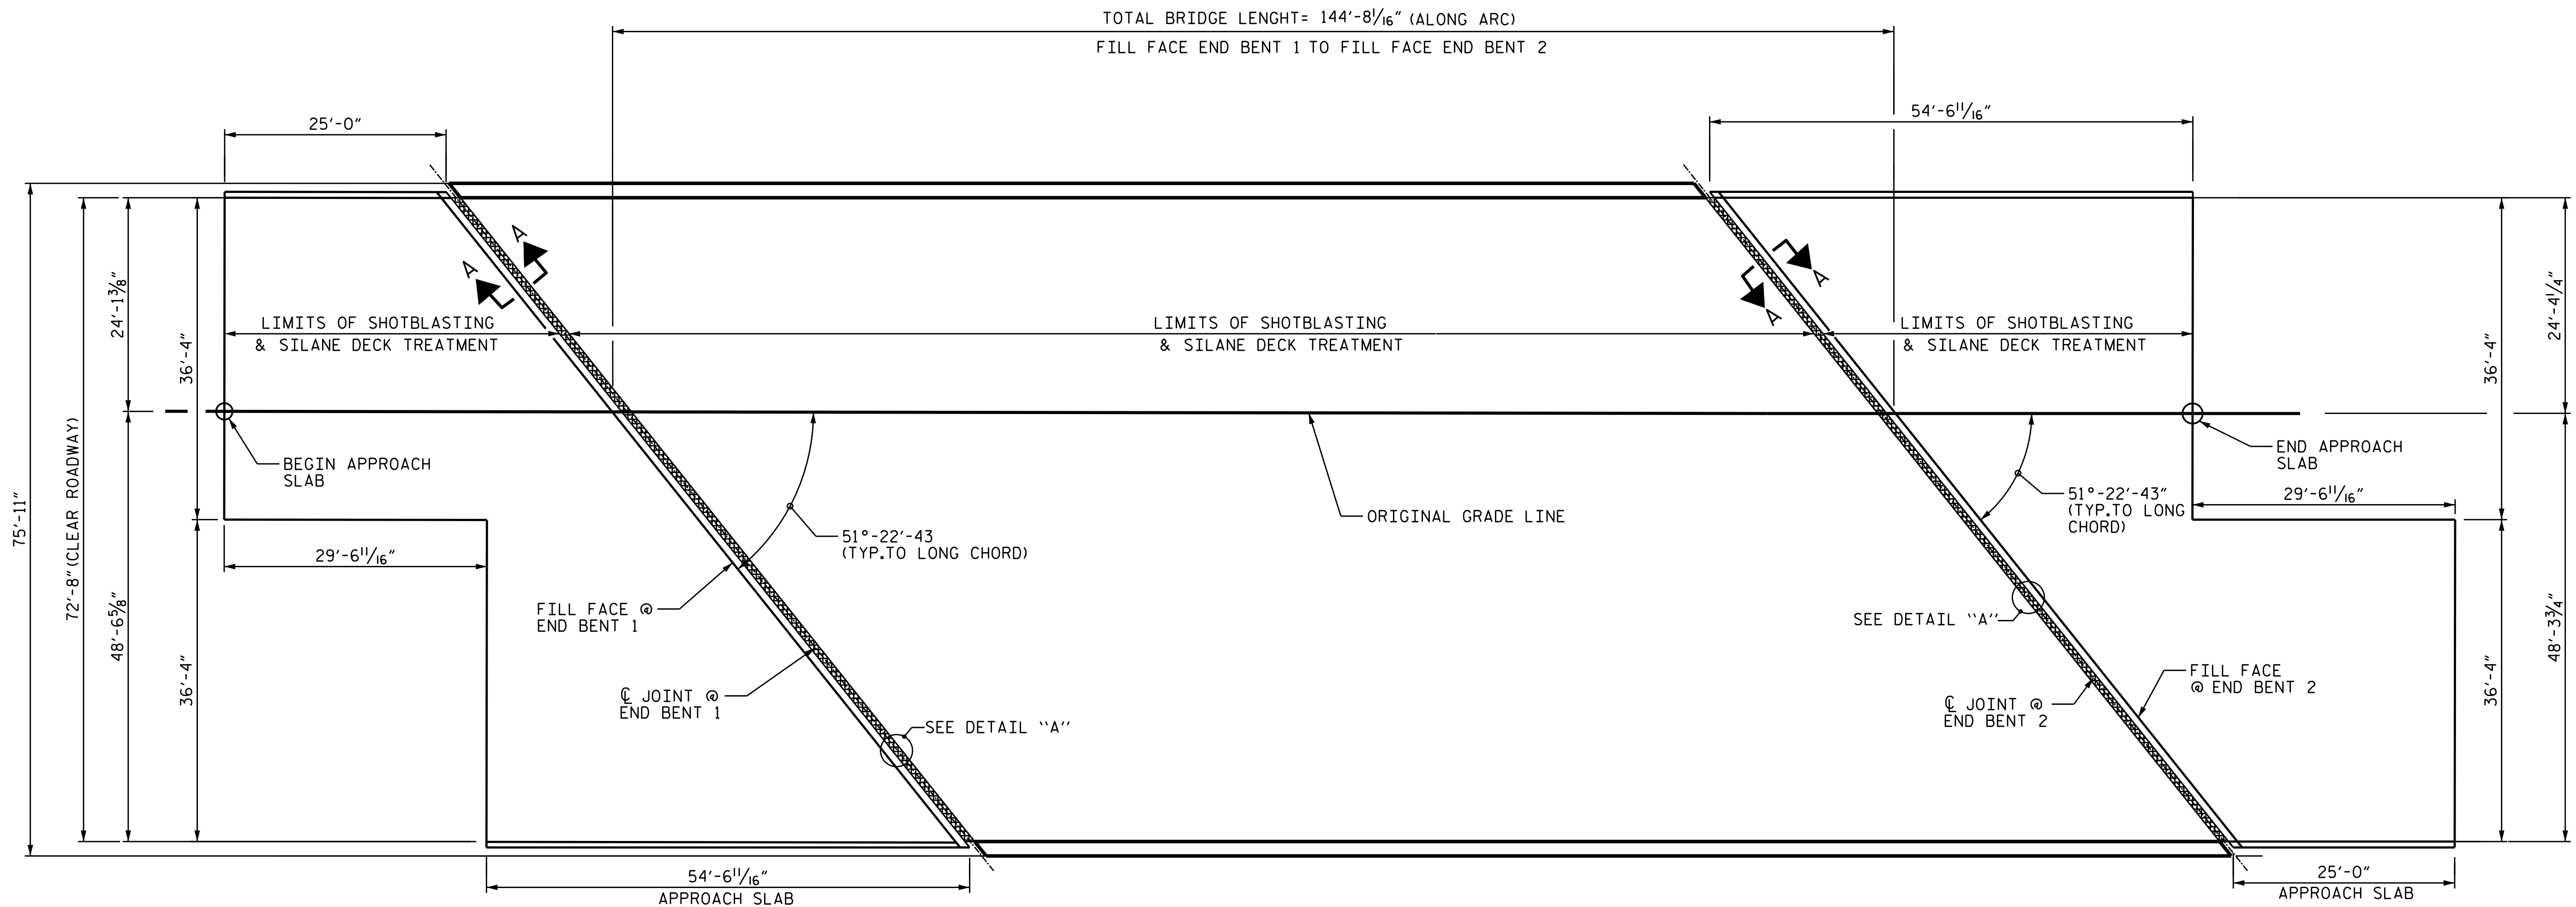 TOTAL BRIDGE LENGHT= 144'-8 1/16" (ALONG ARC)
FILL FACE END BENT 1 TO FILL FACE END BENT 2
25'-0"
54'-6 11/16"
A
A
A
A
LIMITS OF SHOTBLASTING
& SILANE DECK TREATMENT
LIMITS OF SHOTBLASTING
& SILANE DECK TREATMENT
LIMITS OF SHOTBLASTING
& SILANE DECK TREATMENT
75'-11"
72'-8" (CLEAR ROADWAY)
24'-1 3/8"
48'-6 5/8"
36'-4"
36'-4"
BEGIN APPROACH
SLAB
29'-6 11/16"
51°-22'-43
(TYP. TO LONG CHORD)
FILL FACE @
END BENT 1
℄ JOINT @
END BENT 1
SEE DETAIL "A"
ORIGINAL GRADE LINE
51°-22'-43"
(TYP. TO LONG
CHORD)
END APPROACH
SLAB
29'-6 11/16"
SEE DETAIL "A"
℄ JOINT @
END BENT 2
FILL FACE
@ END BENT 2
36'-4"
36'-4"
24'-4 1/4"
48'-3 3/4"
54'-6 11/16"
APPROACH SLAB
25'-0"
APPROACH SLAB